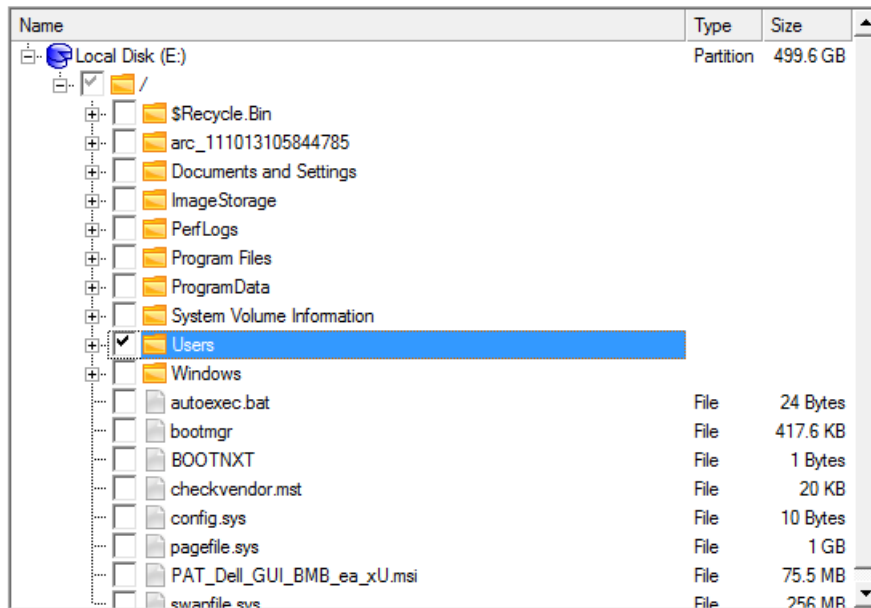 Name Type Size
Local Disk (E:) Partition 499.6 GB
/
$Recycle.Bin
arc_111013105844785
Documents and Settings
ImageStorage
PerfLogs
Program Files
ProgramData
System Volume Information
Users
Windows
autoexec.bat File 24 Bytes
bootmgr File 417.6 KB
BOOTNXT File 1 Bytes
checkvendor.mst File 20 KB
config.sys File 10 Bytes
pagefile.sys File 1 GB
PAT_Dell_GUI_BMB_ea_xU.msi File 75.5 MB
swapfile.sys File 256 MB